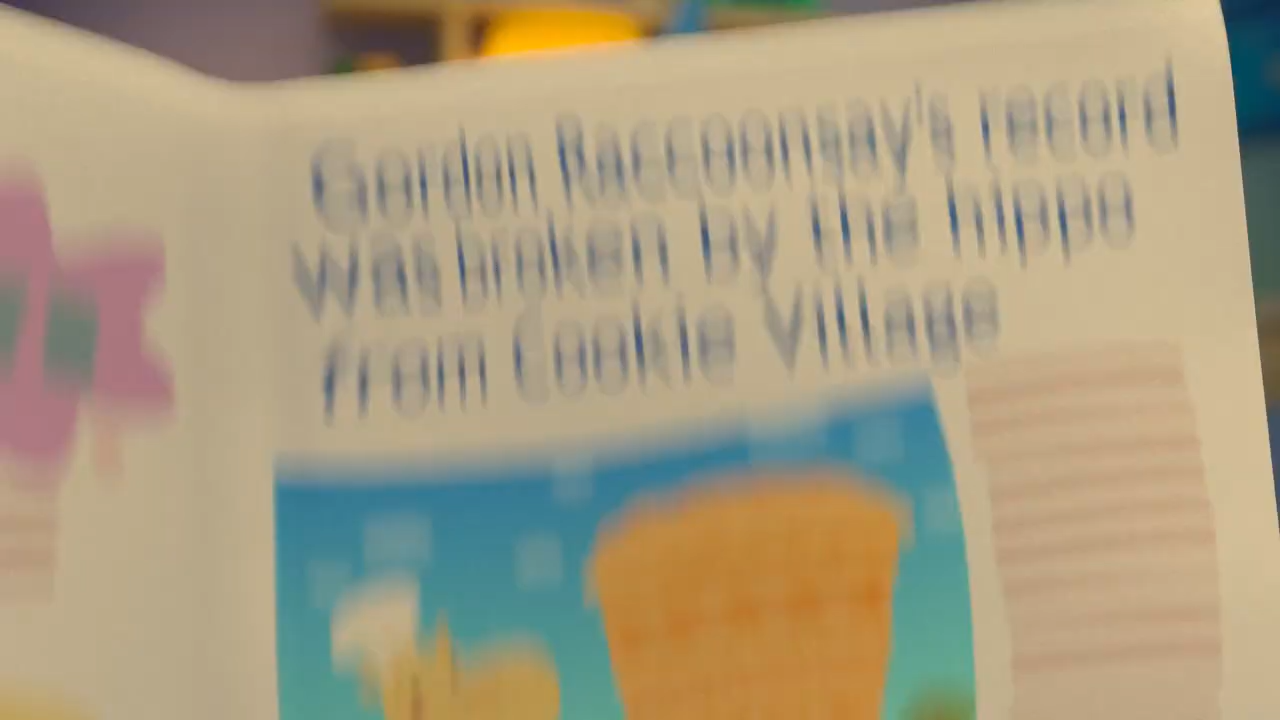 Gordon Raccoonsay's record
was broken by the hippo
from Cookie Village